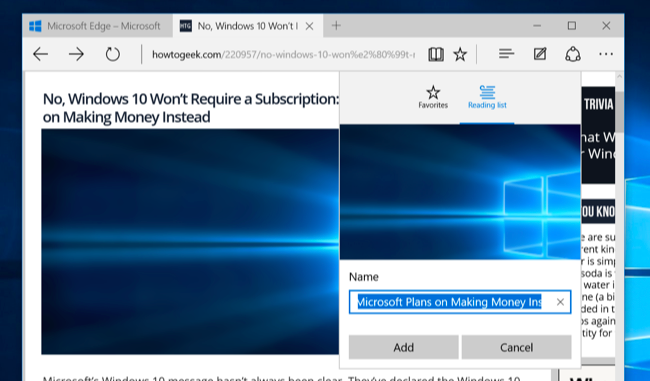 Microsoft Edge – Microsoft
HTG No, Windows 10 Won't
howtogeek.com/220957/no-windows-10-won%e2%80%99t-r
No, Windows 10 Won't Require a Subscription:
on Making Money Instead
Favorites
Reading list
Name
Microsoft Plans on Making Money Ins
Add
Cancel
TRIVIA
hat W
Wind
OU KNO
e are su
rent kin
r is simp
soda is
water i
ne (a bi
ded in t
os again
tity for
Microsoft's Windows 10 message hasn't always been clear. They've declared the Windows 10